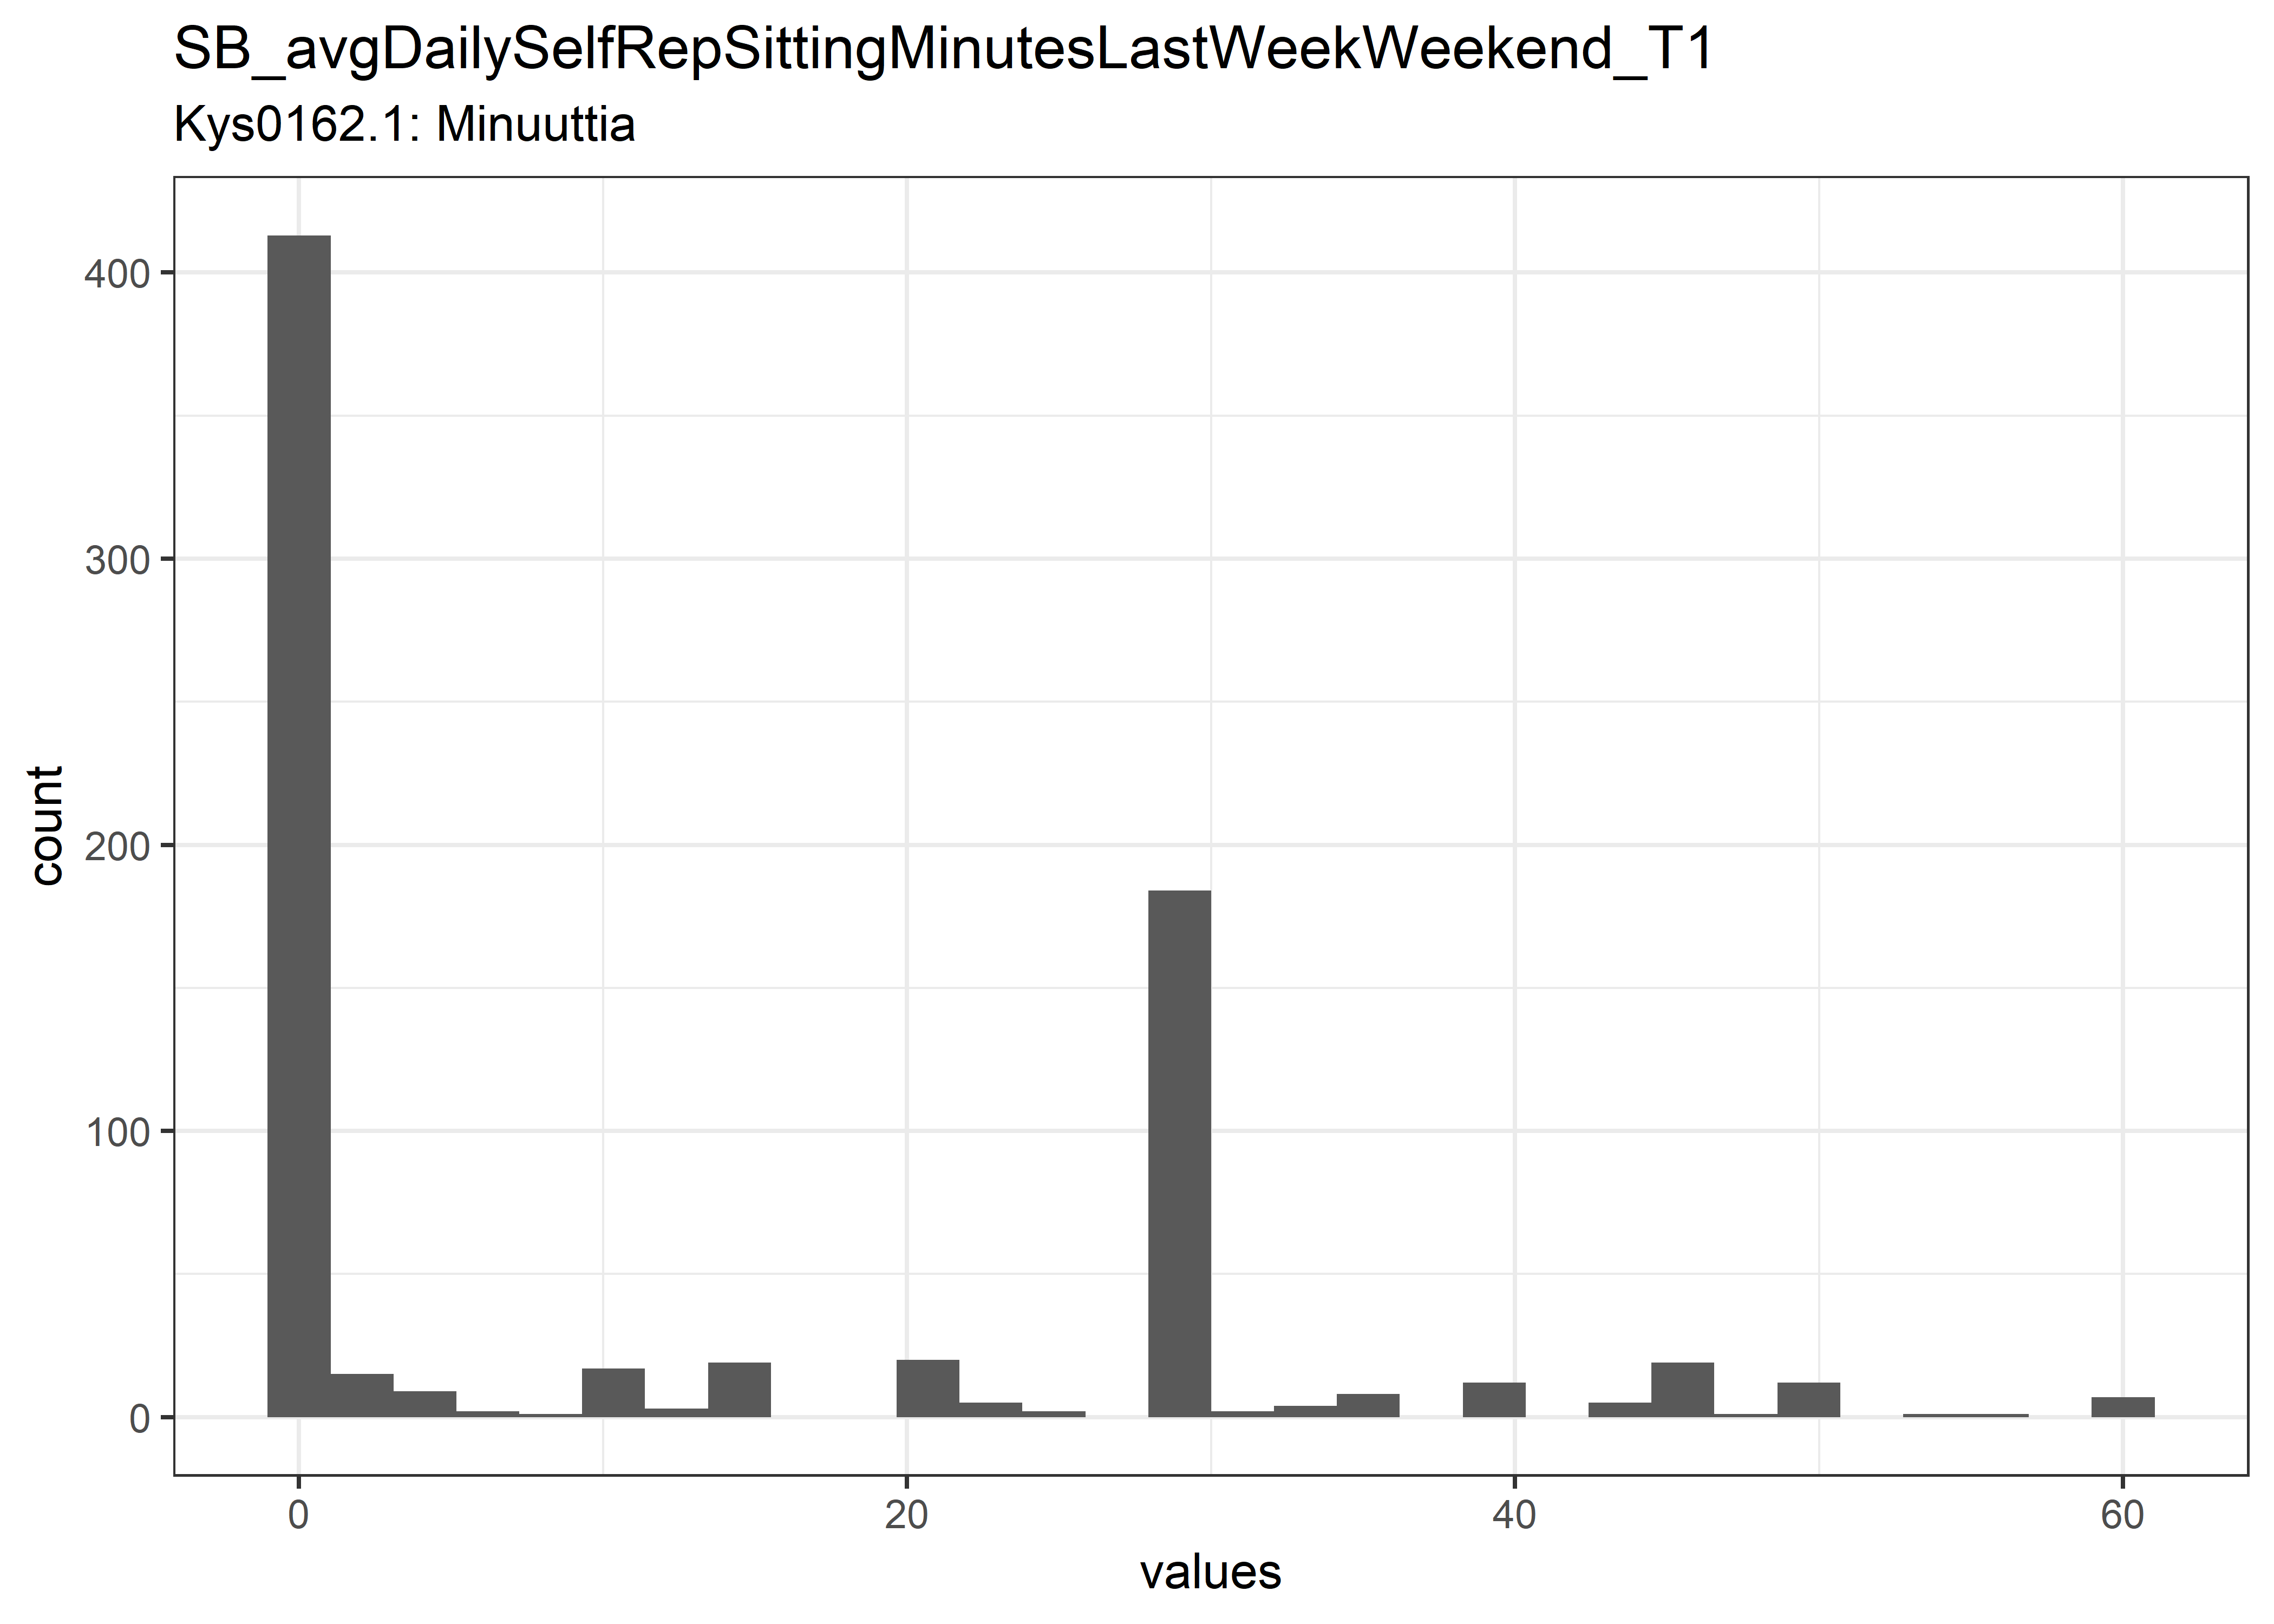 SB_avgDailySelfRepSittingMinutesLastWeekWeekend_T1
Kys0162.1: Minuuttia
400
300
200
100
0
count
0 20 40 60
values